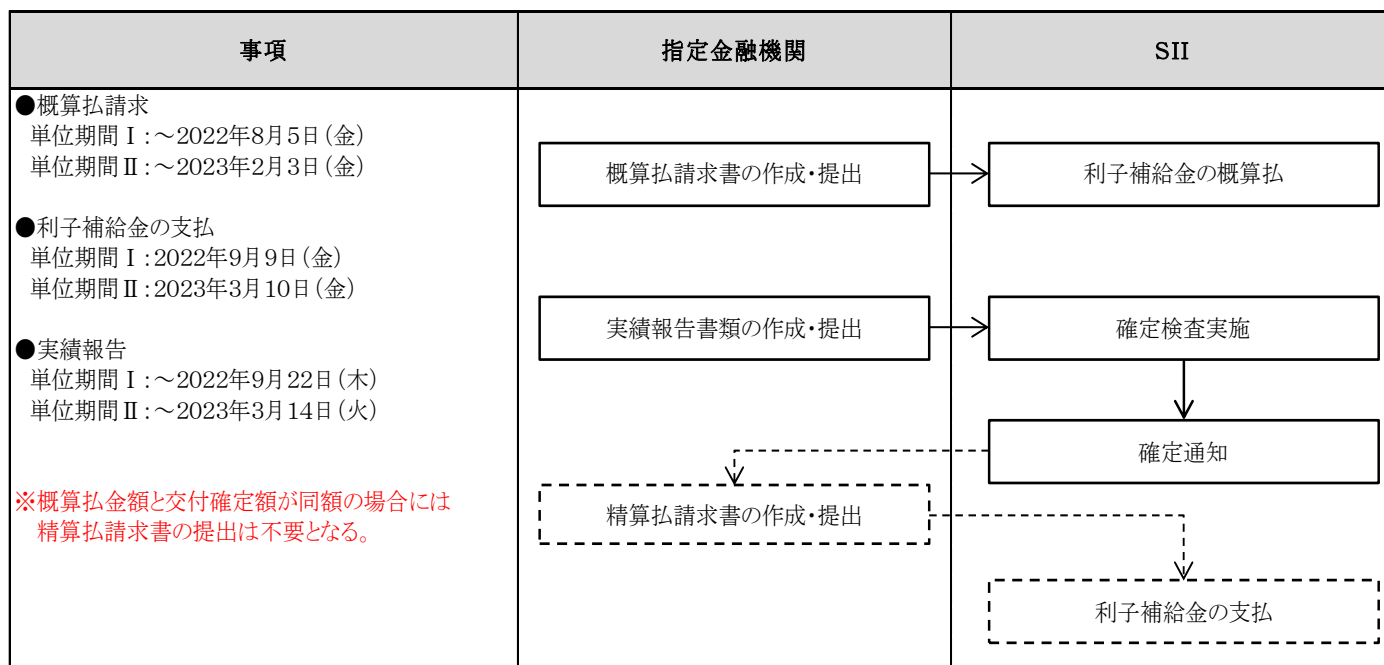 事項
指定金融機関
SII
●概算払請求
単位期間Ⅰ:～2022年8月5日(金)
単位期間Ⅱ:～2023年2月3日(金)
●利子補給金の支払
単位期間Ⅰ:2022年9月9日(金)
単位期間Ⅱ:2023年3月10日(金)
●実績報告
単位期間Ⅰ:～2022年9月22日(木)
単位期間Ⅱ:～2023年3月14日(火)
※概算払金額と交付確定額が同額の場合には
精算払請求書の提出は不要となる。
概算払請求書の作成・提出
利子補給金の概算払
実績報告書類の作成・提出
確定検査実施
確定通知
精算払請求書の作成・提出
利子補給金の支払